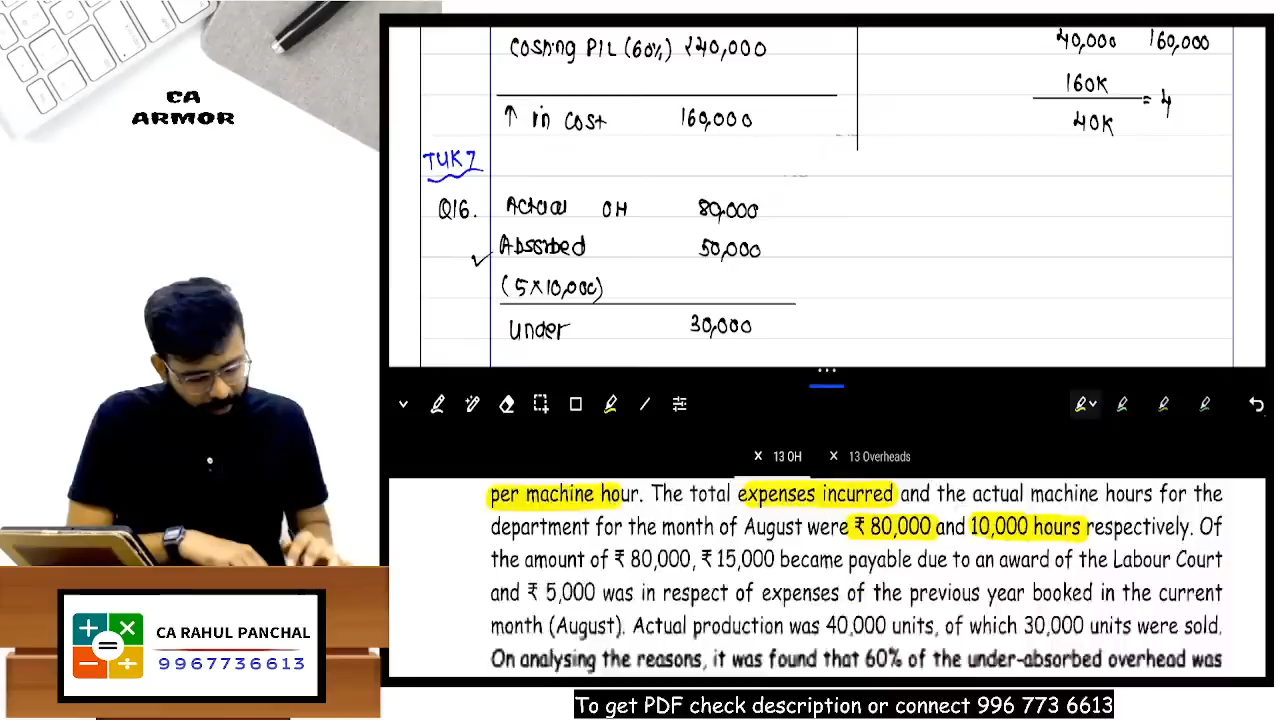 CA
ARMOR
Costing P/L (60%) 240,000
↑ in cost 160,000
40,000 160,000
160K
= 4
40K
TUK7
Q16. Actual OH 80,000
Absorbed 50,000
(5×10,000)
Under 30,000
13 OH
13 Overheads
per machine hour. The total expenses incurred and the actual machine hours for the
department for the month of August were ₹ 80,000 and 10,000 hours respectively. Of
the amount of ₹ 80,000, ₹ 15,000 became payable due to an award of the Labour Court
and ₹ 5,000 was in respect of expenses of the previous year booked in the current
month (August). Actual production was 40,000 units, of which 30,000 units were sold.
On analysing the reasons, it was found that 60% of the under-absorbed overhead was
CA RAHUL PANCHAL
9967736613
To get PDF check description or connect 996 773 6613